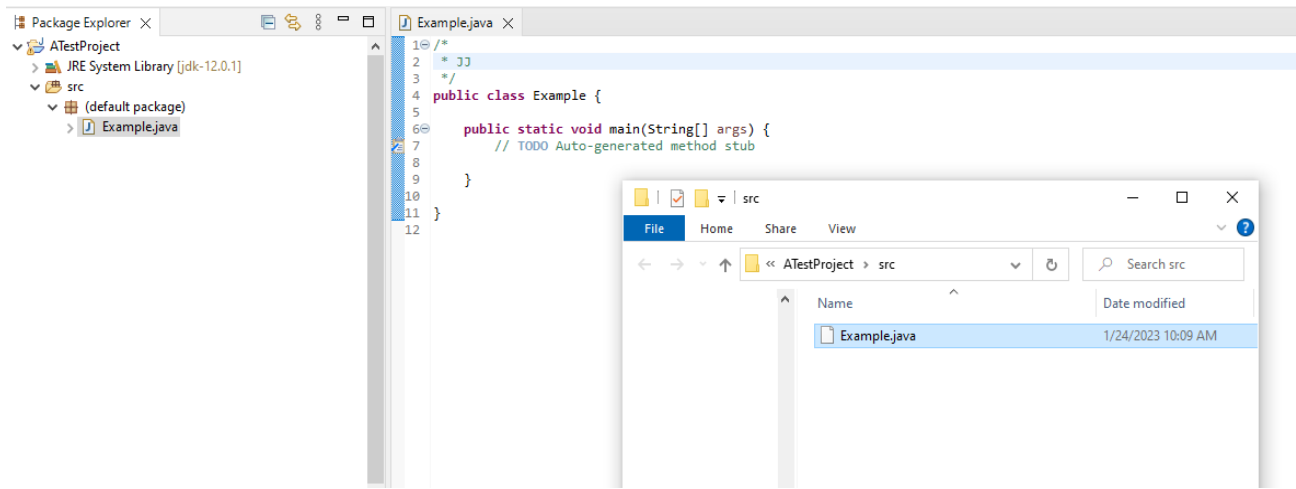 Package Explorer
ATestProject
JRE System Library [jdk-12.0.1]
src
(default package)
Example.java
Example.java
1 /*
2  * JJ
3  */
4 public class Example {
5
6     public static void main(String[] args) {
7         // TODO Auto-generated method stub
8
9     }
10
11 }
12
src
File Home Share View
« ATestProject › src
Search src
Name Date modified
Example.java 1/24/2023 10:09 AM